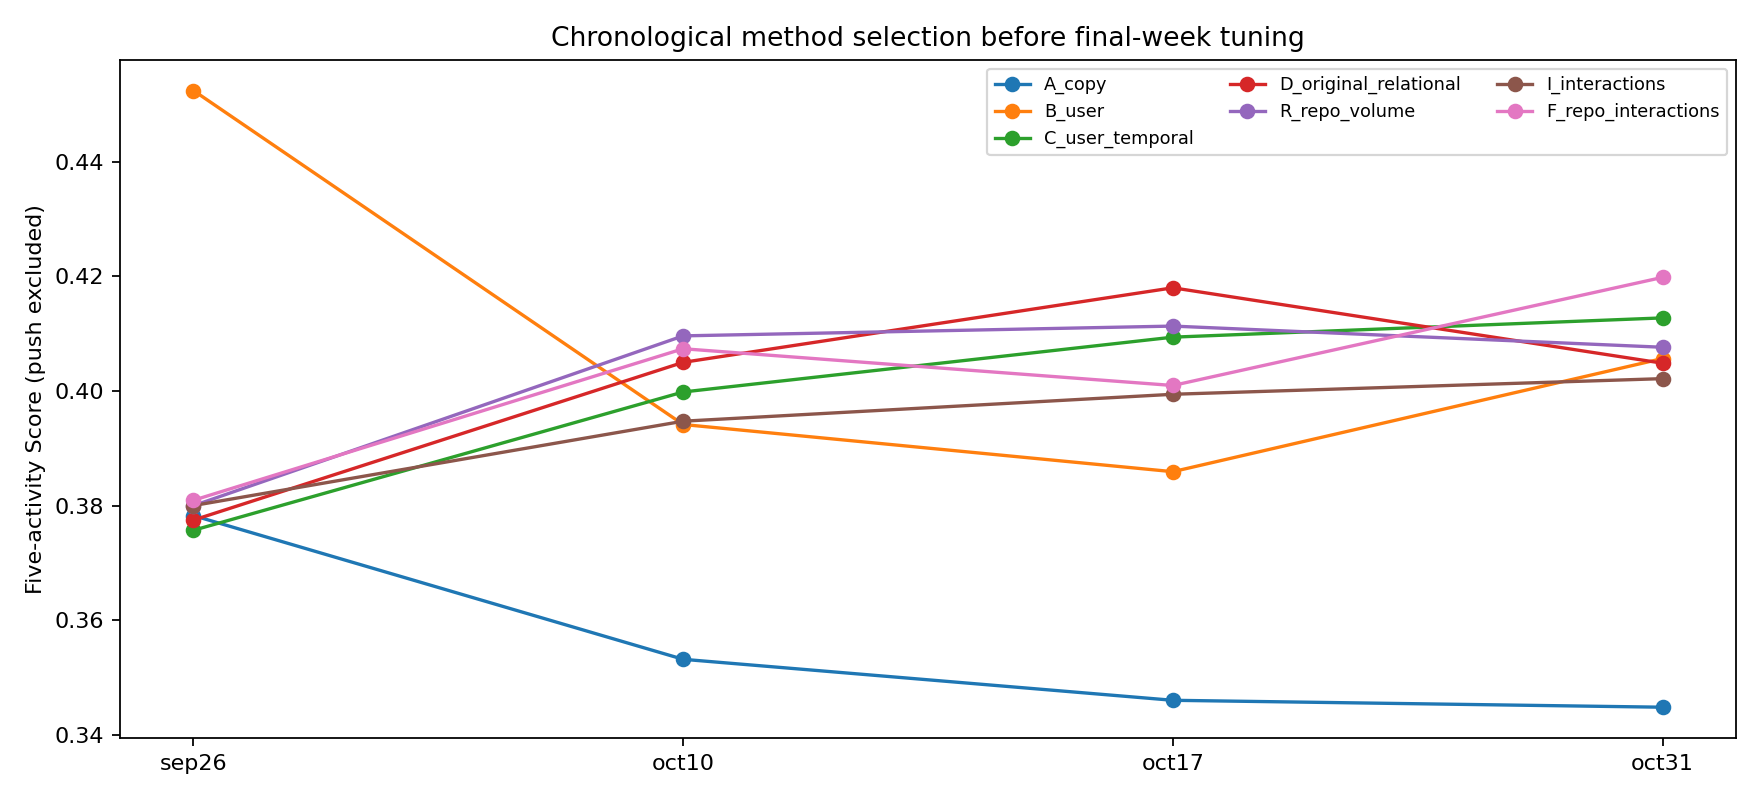 Chronological method selection before final-week tuning
A_copy
B_user
C_user_temporal
D_original_relational
R_repo_volume
I_interactions
F_repo_interactions
Five-activity Score (push excluded)
0.44
0.42
0.40
0.38
0.36
0.34
sep26
oct10
oct17
oct31